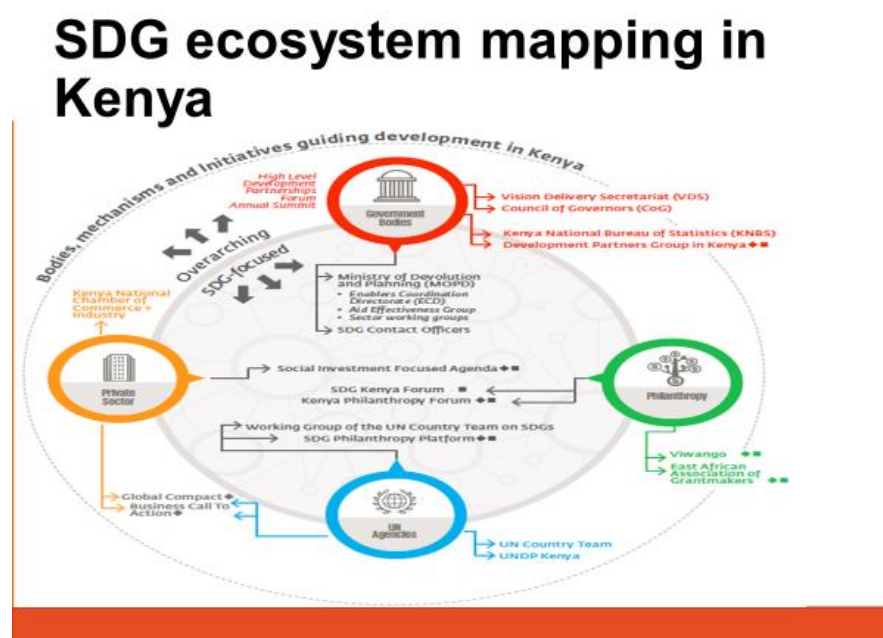 SDG ecosystem mapping in
Kenya
Bodies, mechanisms and Initiatives guiding development in Kenya
High Level
Development
Partnerships
Forum
Annual Summit
Government
Bodies
Vision Delivery Secretariat (VDS)
Council of Governors (CoG)
Kenya National Bureau of Statistics (KNBS)
Development Partners Group in Kenya
Overarching
SDG-focused
Ministry of Devolution
and Planning (MOPD)
• Enablers Coordination
Directorate (ECD)
• Aid Effectiveness Group
• Sector working groups
SDG Contact Officers
Kenya National
Chamber of
Commerce +
Industry
Private
Sector
Social Investment Focused Agenda
SDG Kenya Forum
Kenya Philanthropy Forum
Philanthropy
Working Group of the UN Country Team on SDGs
SDG Philanthropy Platform
Viwango
East African
Association of
Grantmakers
Global Compact
Business Call To
Action
UN
Agencies
UN Country Team
UNDP Kenya